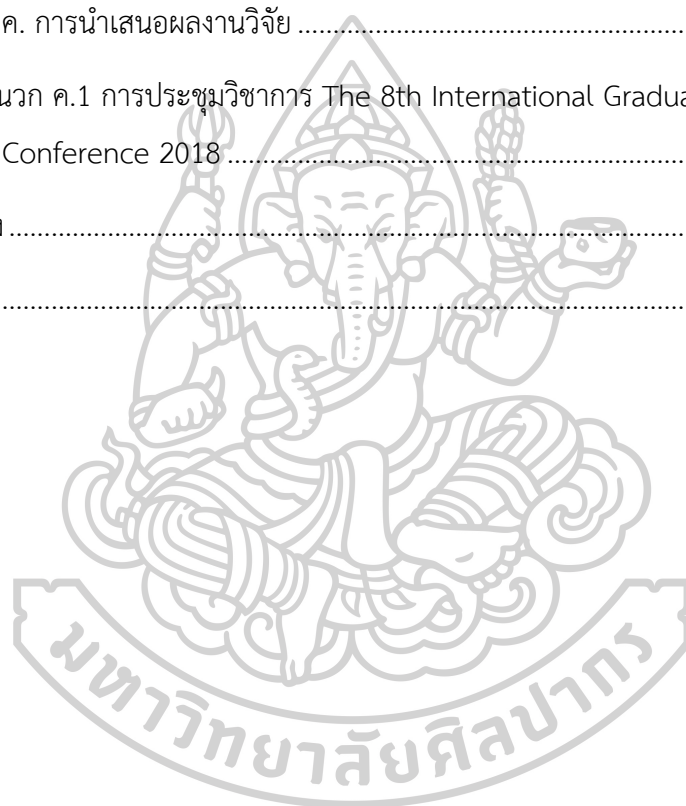 ค. การนำเสนอผลงานวิจัย ........................................................................
นวก ค.1 การประชุมวิชาการ The 8th International Gradua
Conference 2018 ........................................................................
........................................................................
........................................................................
มหาวิทยาลัยศิลปากร